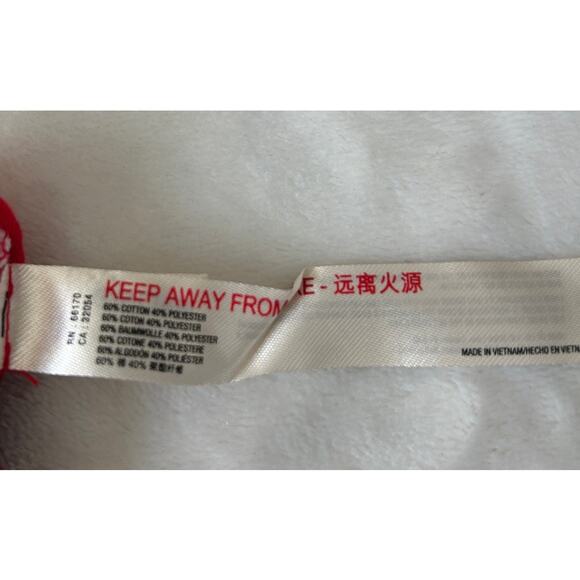 RN : 66170
CA : 32054
KEEP AWAY FROM RE - 远离火源
60% COTTON 40% POLYESTER
60% COTON 40% POLYESTER
60% BAUMWOLLE 40% POLYESTER
60% COTONE 40% POLIESTERE
60% ALGODÓN 40% POLIÉSTER
60% 棉 40% 聚酯纤维
MADE IN VIETNAM/HECHO EN VIETN